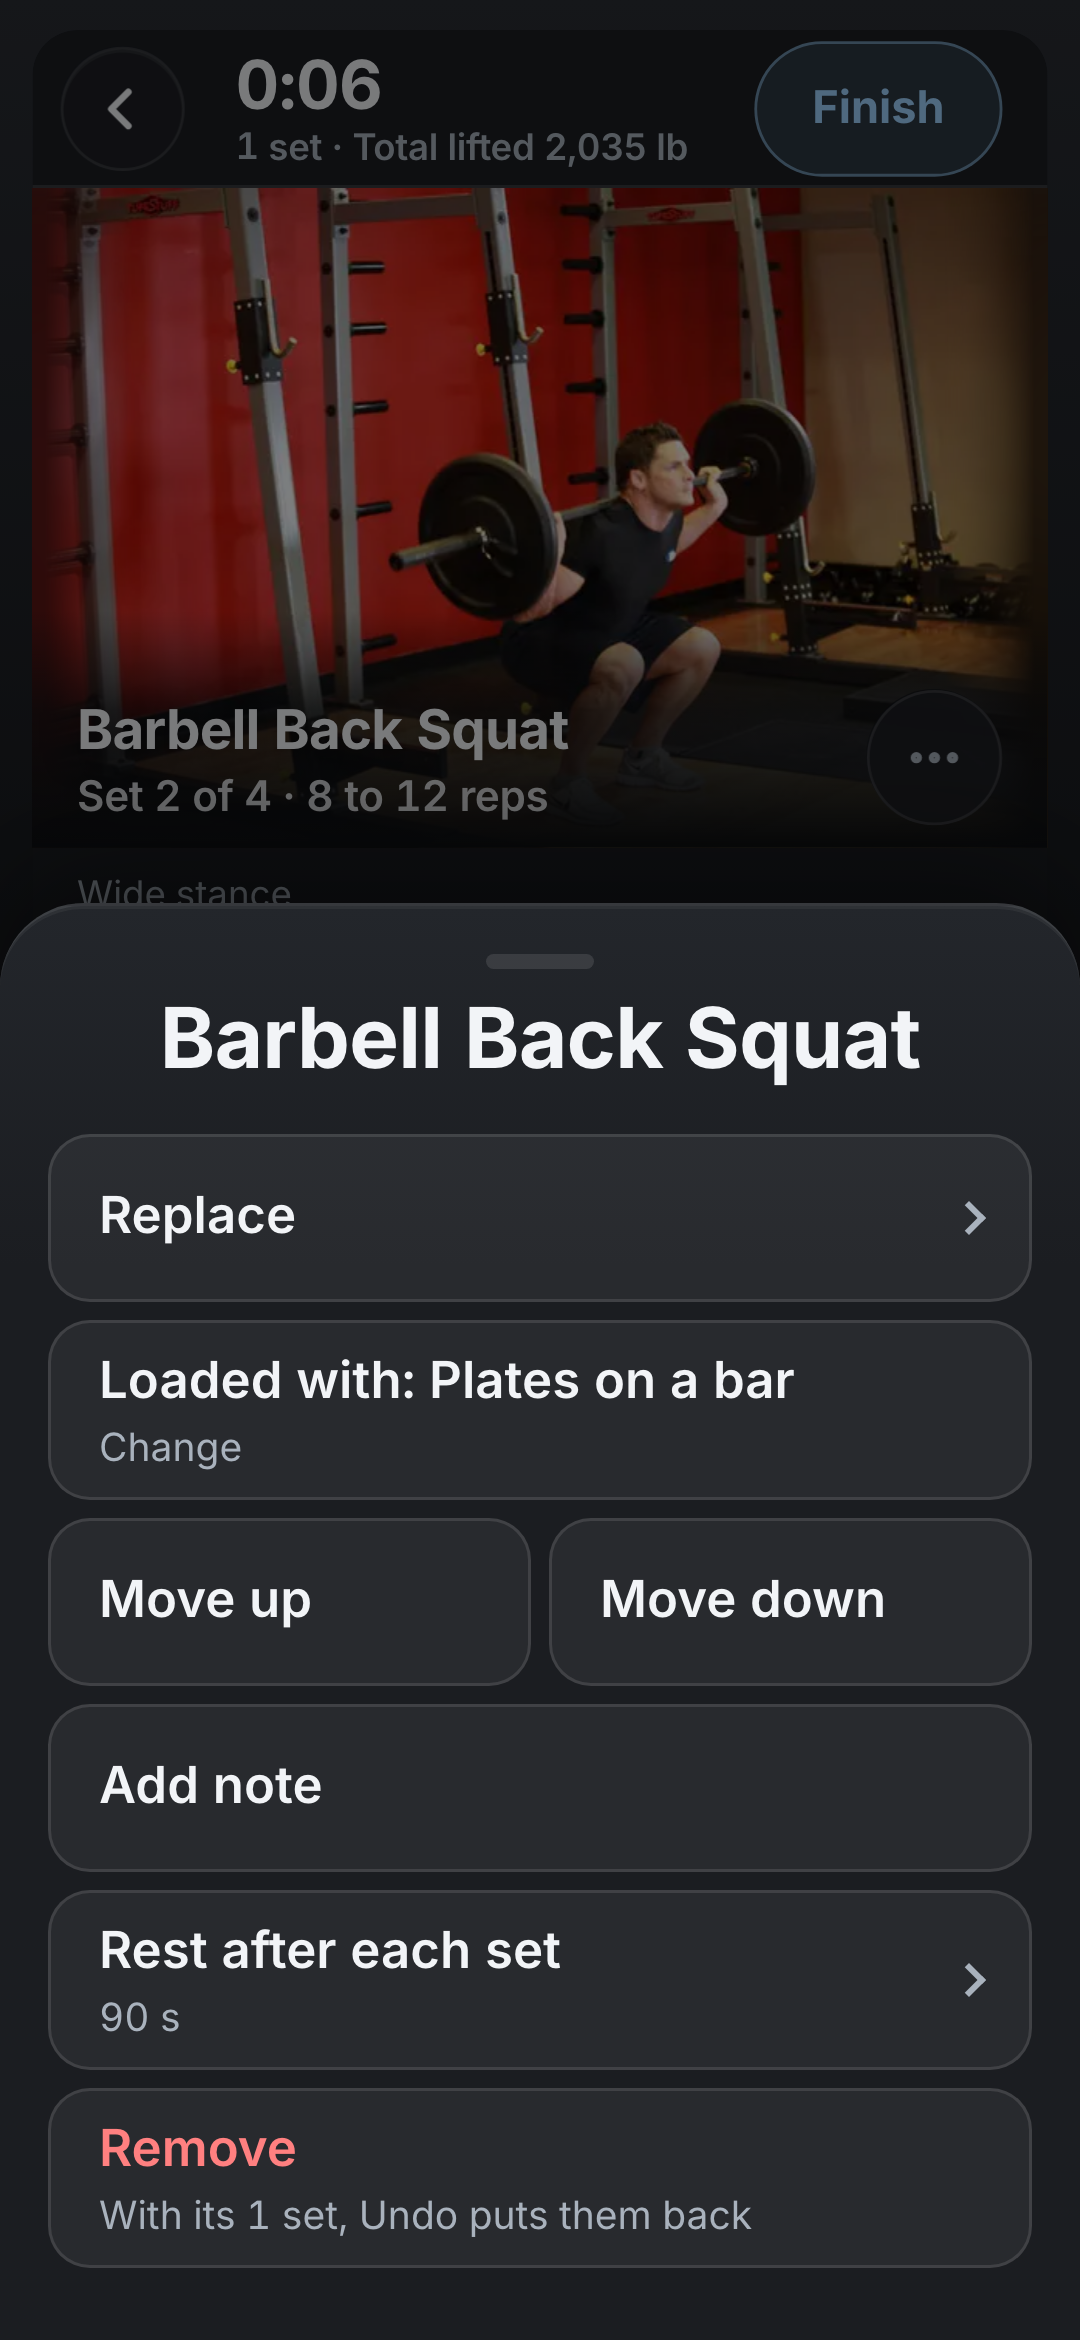 0:06
1 set · Total lifted 2,035 lb
Finish
Barbell Back Squat
Set 2 of 4 · 8 to 12 reps
Wide stance
Barbell Back Squat
Replace
Loaded with: Plates on a bar
Change
Move up
Move down
Add note
Rest after each set
90 s
Remove
With its 1 set, Undo puts them back